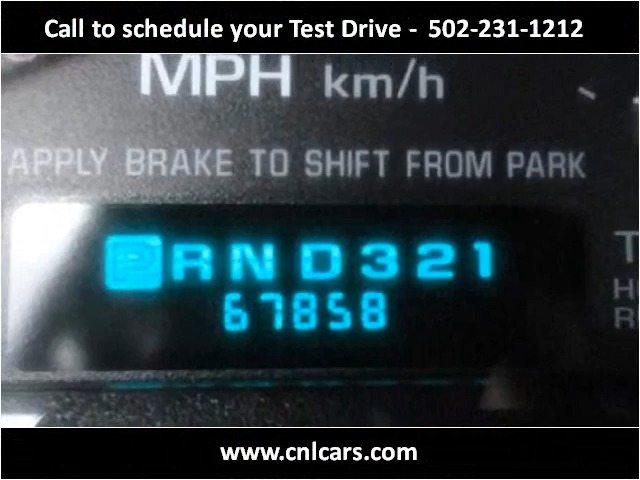 Call to schedule your Test Drive - 502-231-1212
MPH km/h
APPLY BRAKE TO SHIFT FROM PARK
PRND321
67858
www.cnlcars.com